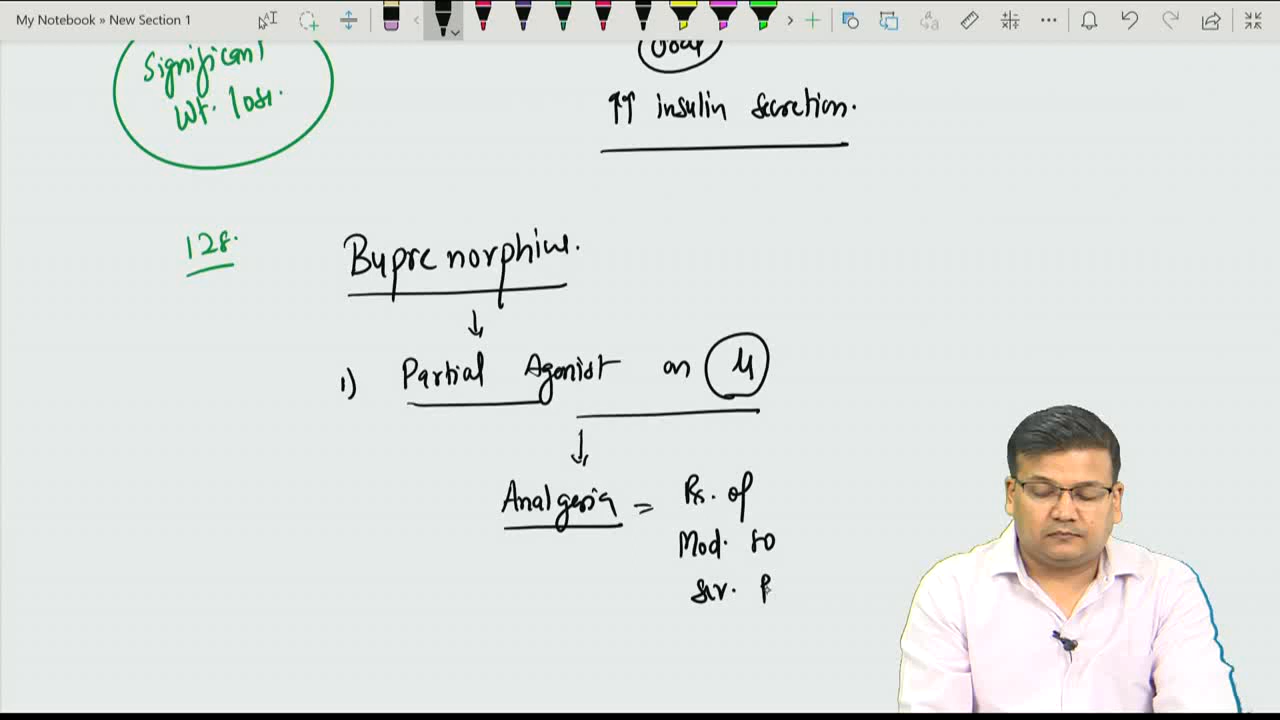 My Notebook » New Section 1
Significant
Wt. loss.
↑↑ insulin secretion.
128.
Buprenorphine.
↓
1) Partial Agonist on μ
↓
Analgesia = Rx. of
Mod. to
sev. P